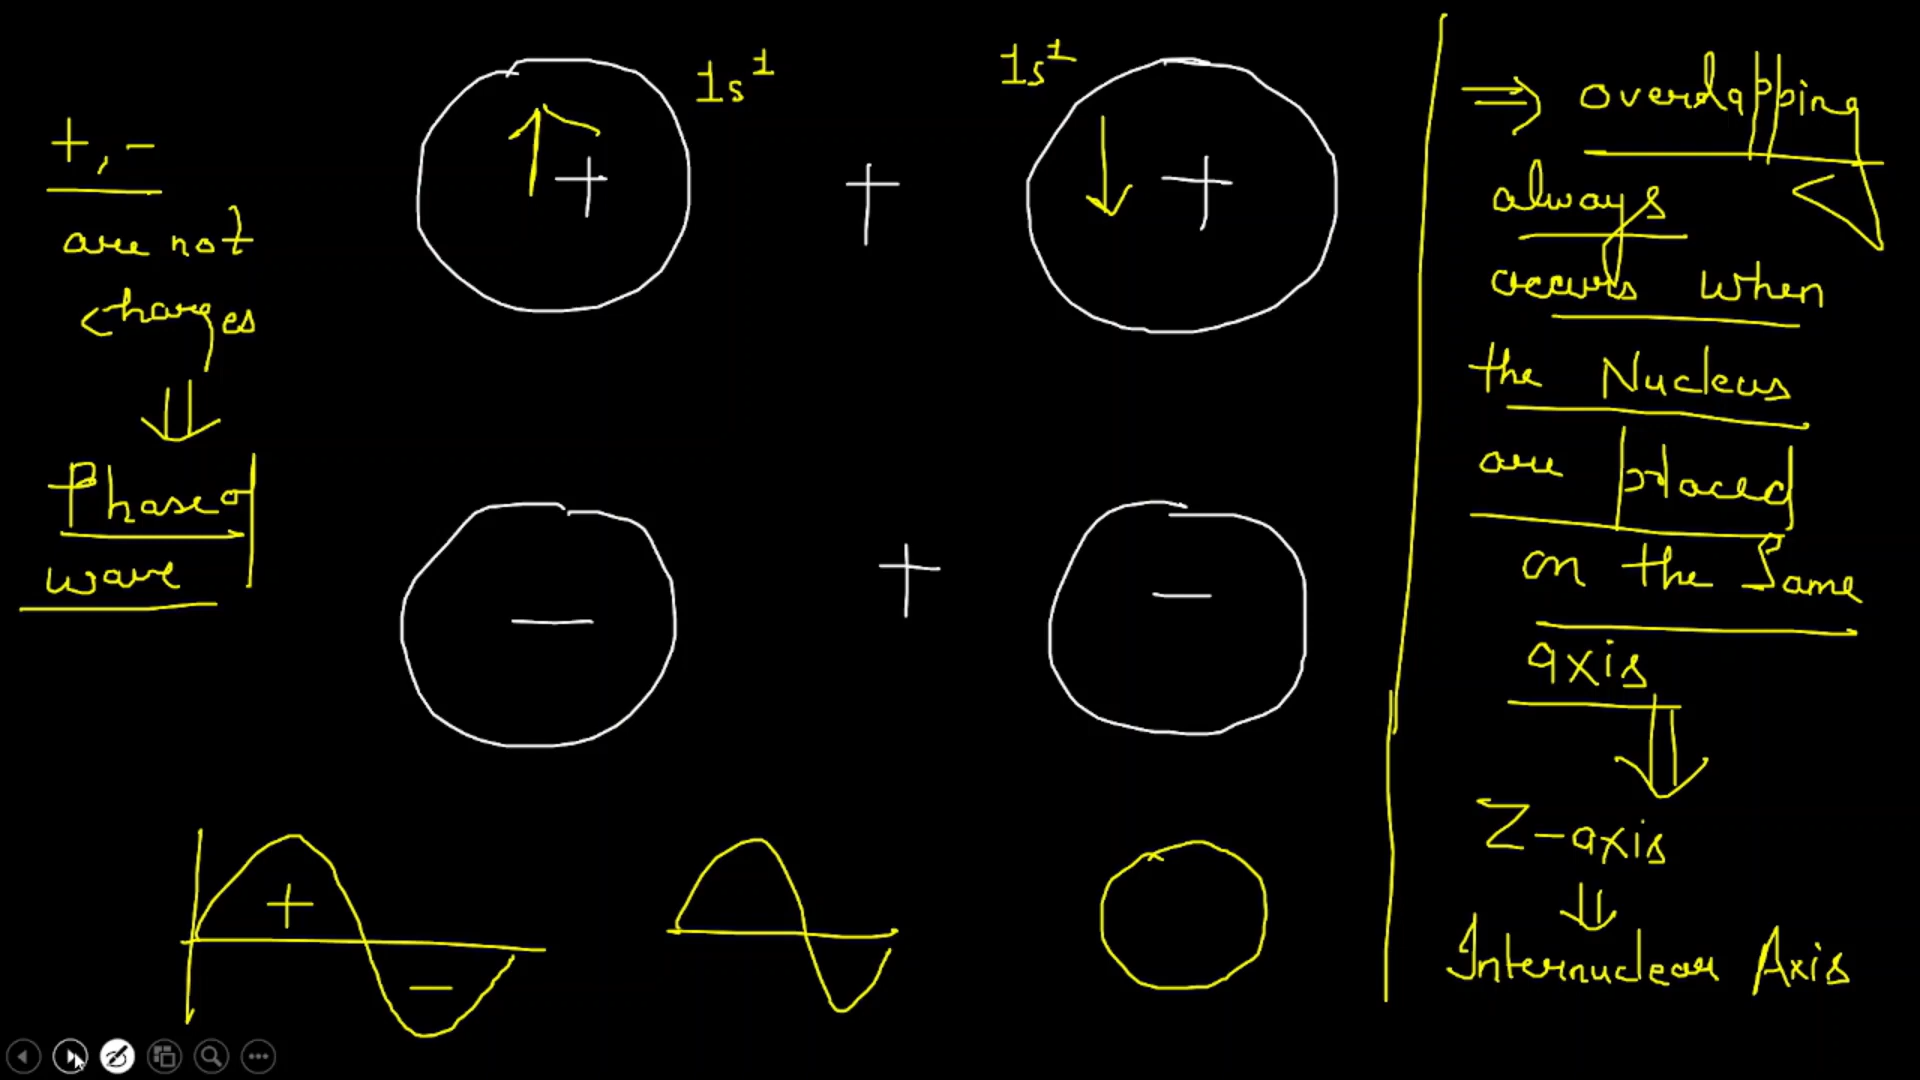 +,-
are not
charges
⇓
Phase of
wave
↑ +
1s¹
+
1s¹
↓ +
-
+
-
+
-
⇒ overlapping
always
occurs when
the Nucleus
are placed
on the Same
axis
⇓
Z-axis
⇓
Internuclear Axis